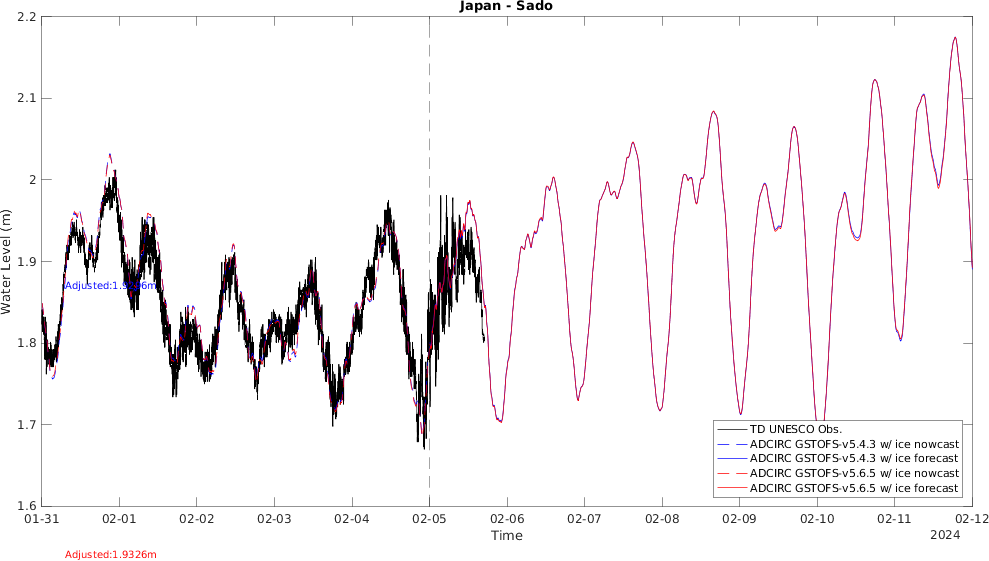 Japan - Sado
2.2
2.1
2
1.9
1.8
1.7
1.6
Water Level (m)
TD UNESCO Obs.
ADCIRC GSTOFS-v5.4.3 w/ ice nowcast
ADCIRC GSTOFS-v5.4.3 w/ ice forecast
ADCIRC GSTOFS-v5.6.5 w/ ice nowcast
ADCIRC GSTOFS-v5.6.5 w/ ice forecast
01-31 02-01 02-02 02-03 02-04 02-05 02-06 02-07 02-08 02-09 02-10 02-11 02-12
Time
2024
Adjusted:1.9326m